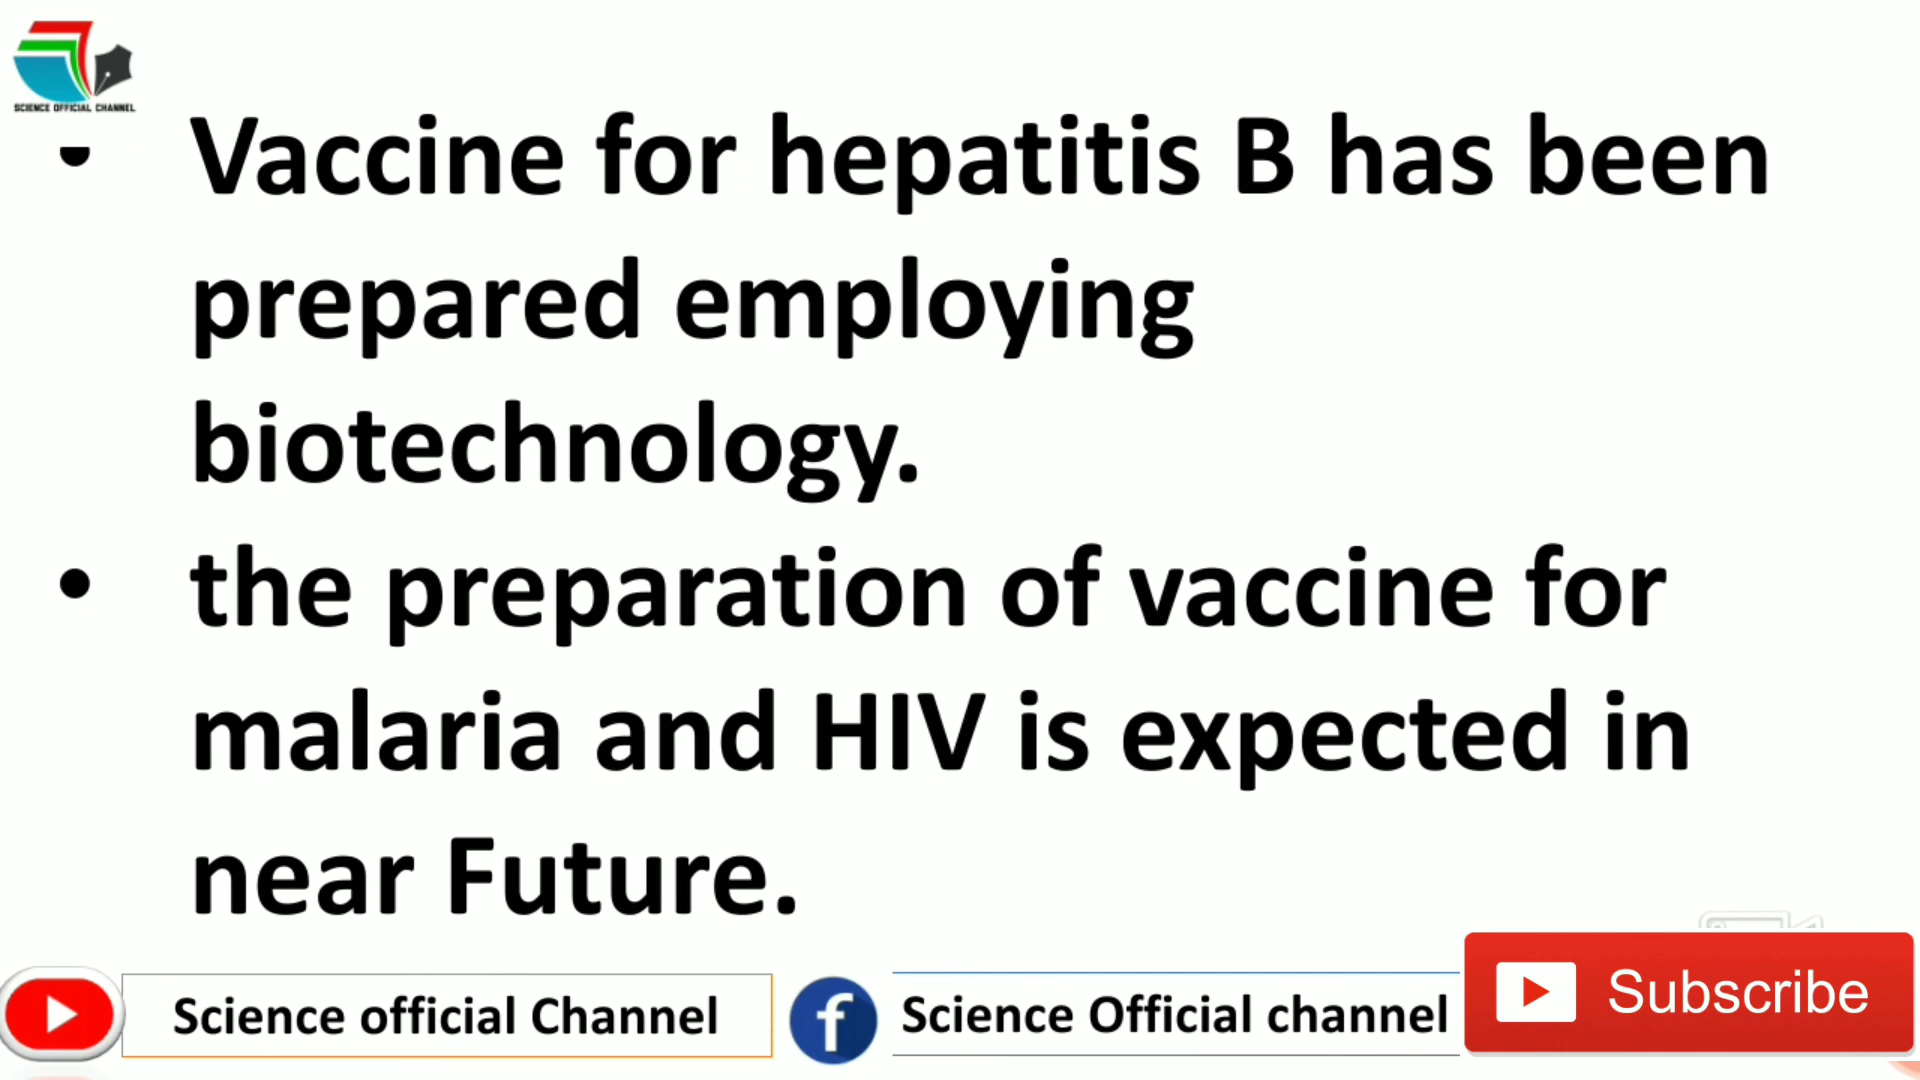 SCIENCE OFFICIAL CHANNEL
• Vaccine for hepatitis B has been
prepared employing
biotechnology.
• the preparation of vaccine for
malaria and HIV is expected in
near Future.
Science official Channel
Science Official channel
Subscribe